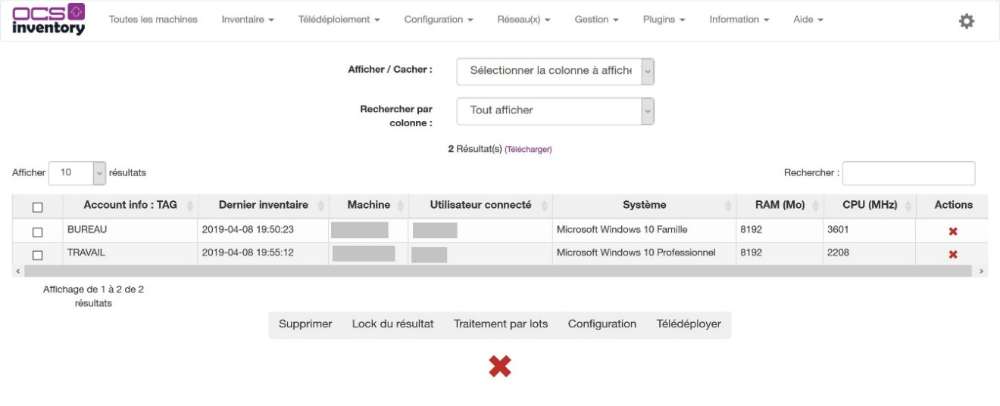 OCS
inventory
Toutes les machines Inventaire Télédéploiement Configuration Réseau(x) Gestion Plugins Information Aide
Afficher / Cacher : Sélectionner la colonne à affiche
Rechercher par
colonne : Tout afficher
2 Résultat(s) (Télécharger)
Afficher 10 résultats Rechercher :
Account info : TAG Dernier inventaire Machine Utilisateur connecté Système RAM (Mo) CPU (MHz) Actions
BUREAU 2019-04-08 19:50:23 Microsoft Windows 10 Famille 8192 3601
TRAVAIL 2019-04-08 19:55:12 Microsoft Windows 10 Professionnel 8192 2208
Affichage de 1 à 2 de 2
résultats
Supprimer Lock du résultat Traitement par lots Configuration Télédéployer